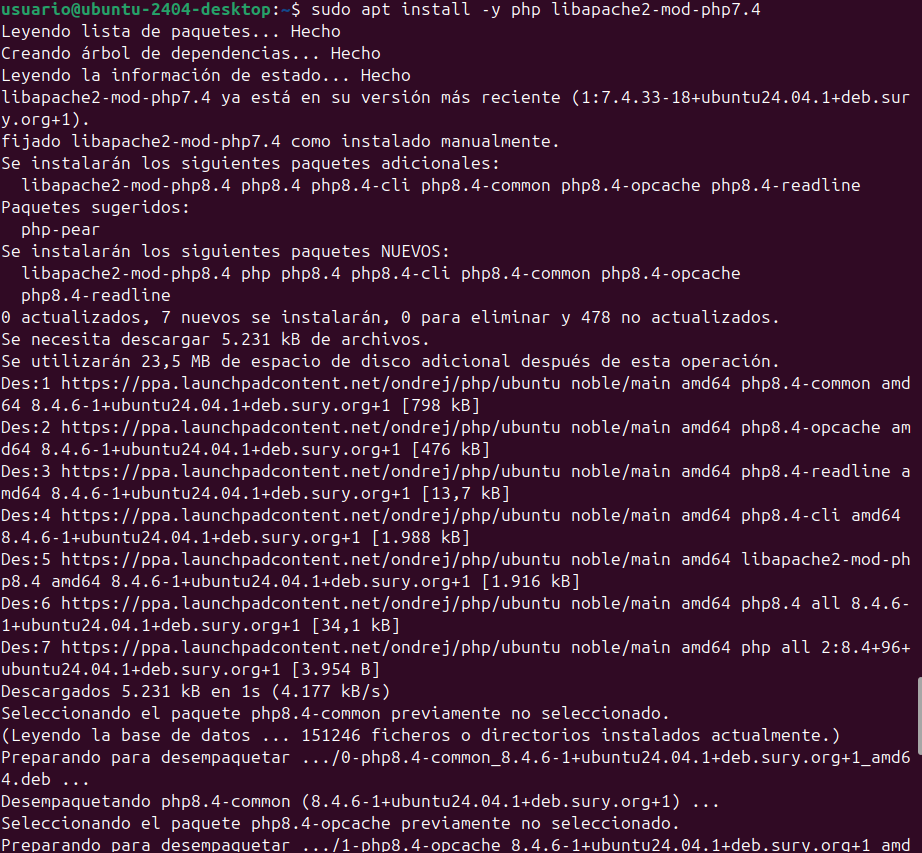 usuario@ubuntu-2404-desktop:~$ sudo apt install -y php libapache2-mod-php7.4
Leyendo lista de paquetes... Hecho
Creando árbol de dependencias... Hecho
Leyendo la información de estado... Hecho
libapache2-mod-php7.4 ya está en su versión más reciente (1:7.4.33-18+ubuntu24.04.1+deb.sur
y.org+1).
fijado libapache2-mod-php7.4 como instalado manualmente.
Se instalarán los siguientes paquetes adicionales:
  libapache2-mod-php8.4 php8.4 php8.4-cli php8.4-common php8.4-opcache php8.4-readline
Paquetes sugeridos:
  php-pear
Se instalarán los siguientes paquetes NUEVOS:
  libapache2-mod-php8.4 php php8.4 php8.4-cli php8.4-common php8.4-opcache
  php8.4-readline
0 actualizados, 7 nuevos se instalarán, 0 para eliminar y 478 no actualizados.
Se necesita descargar 5.231 kB de archivos.
Se utilizarán 23,5 MB de espacio de disco adicional después de esta operación.
Des:1 https://ppa.launchpadcontent.net/ondrej/php/ubuntu noble/main amd64 php8.4-common amd
64 8.4.6-1+ubuntu24.04.1+deb.sury.org+1 [798 kB]
Des:2 https://ppa.launchpadcontent.net/ondrej/php/ubuntu noble/main amd64 php8.4-opcache am
d64 8.4.6-1+ubuntu24.04.1+deb.sury.org+1 [476 kB]
Des:3 https://ppa.launchpadcontent.net/ondrej/php/ubuntu noble/main amd64 php8.4-readline a
md64 8.4.6-1+ubuntu24.04.1+deb.sury.org+1 [13,7 kB]
Des:4 https://ppa.launchpadcontent.net/ondrej/php/ubuntu noble/main amd64 php8.4-cli amd64 
8.4.6-1+ubuntu24.04.1+deb.sury.org+1 [1.988 kB]
Des:5 https://ppa.launchpadcontent.net/ondrej/php/ubuntu noble/main amd64 libapache2-mod-ph
p8.4 amd64 8.4.6-1+ubuntu24.04.1+deb.sury.org+1 [1.916 kB]
Des:6 https://ppa.launchpadcontent.net/ondrej/php/ubuntu noble/main amd64 php8.4 all 8.4.6-
1+ubuntu24.04.1+deb.sury.org+1 [34,1 kB]
Des:7 https://ppa.launchpadcontent.net/ondrej/php/ubuntu noble/main amd64 php all 2:8.4+96+
ubuntu24.04.1+deb.sury.org+1 [3.954 B]
Descargados 5.231 kB en 1s (4.177 kB/s)
Seleccionando el paquete php8.4-common previamente no seleccionado.
(Leyendo la base de datos ... 151246 ficheros o directorios instalados actualmente.)
Preparando para desempaquetar .../0-php8.4-common_8.4.6-1+ubuntu24.04.1+deb.sury.org+1_amd6
4.deb ...
Desempaquetando php8.4-common (8.4.6-1+ubuntu24.04.1+deb.sury.org+1) ...
Seleccionando el paquete php8.4-opcache previamente no seleccionado.
Preparando para desempaquetar .../1-php8.4-opcache_8.4.6-1+ubuntu24.04.1+deb.sury.org+1_amd